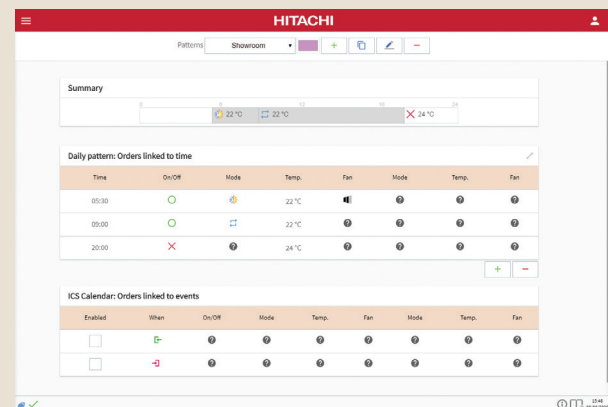 HITACHI
Patterns Showroom
Summary
0 6 12 18 24
22 °C 22 °C 24 °C
Daily pattern: Orders linked to time
Time On/Off Mode Temp. Fan Mode Temp. Fan
05:30 22 °C
09:00 22 °C
20:00 24 °C
ICS Calendar: Orders linked to events
Enabled When On/Off Mode Temp. Fan Mode Temp. Fan
15:48